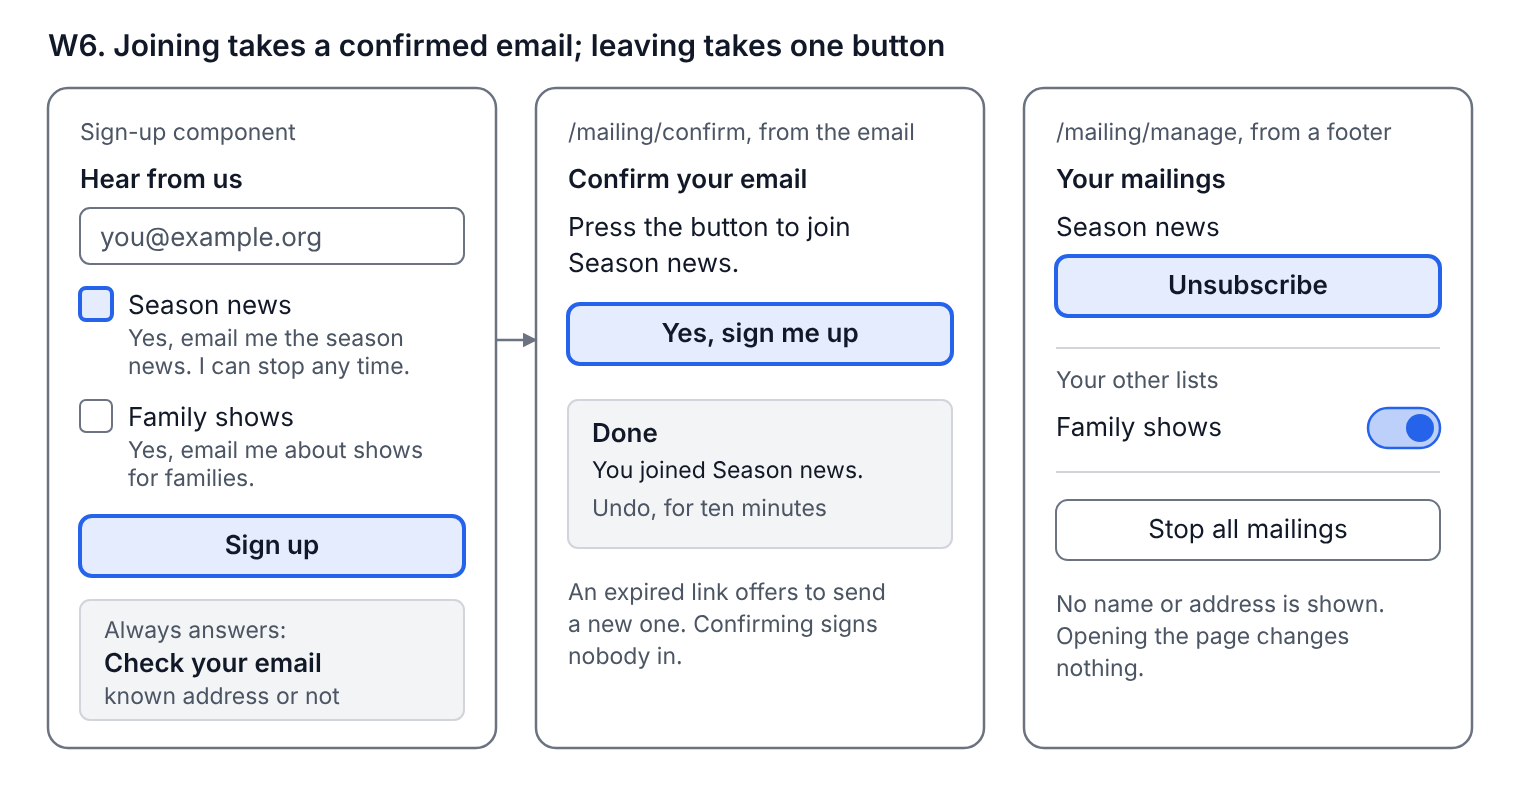 W6. Joining takes a confirmed email; leaving takes one button
Sign-up component
Hear from us
you@example.org
Season news
Yes, email me the season
news. I can stop any time.
Family shows
Yes, email me about shows
for families.
Sign up
Always answers:
Check your email
known address or not
/mailing/confirm, from the email
Confirm your email
Press the button to join
Season news.
Yes, sign me up
Done
You joined Season news.
Undo, for ten minutes
An expired link offers to send
a new one. Confirming signs
nobody in.
/mailing/manage, from a footer
Your mailings
Season news
Unsubscribe
Your other lists
Family shows
Stop all mailings
No name or address is shown.
Opening the page changes
nothing.